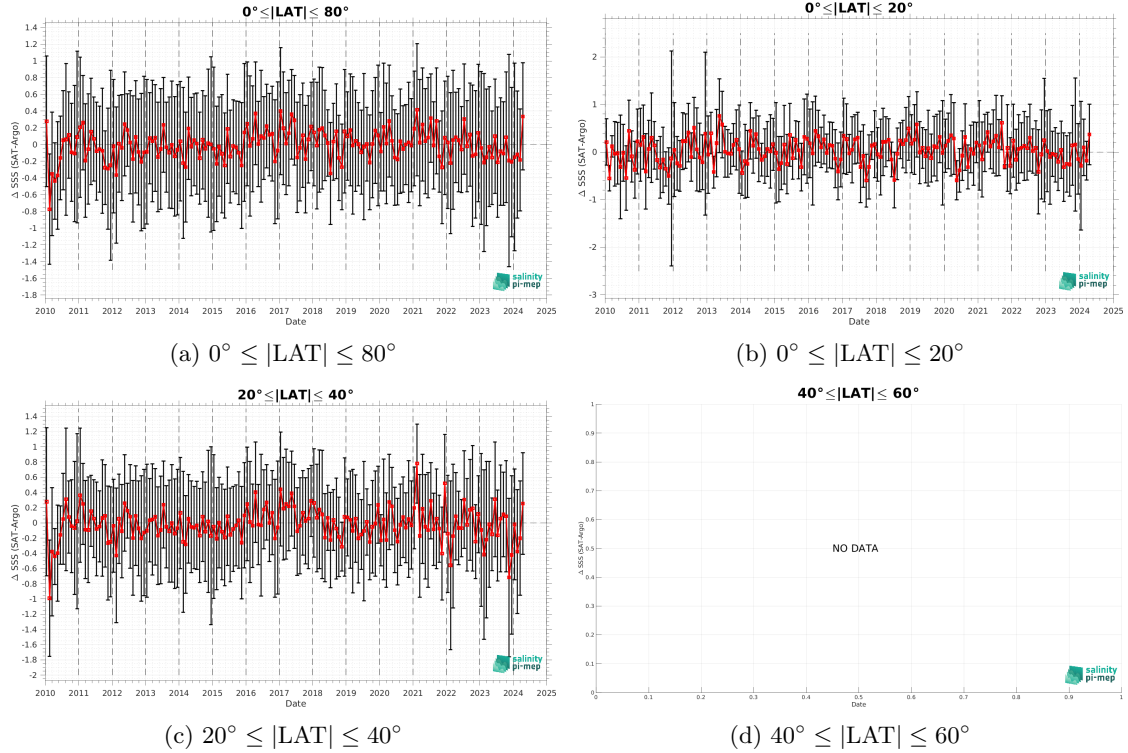 0°≤|LAT|≤ 80°
1.4
1.2
1
0.8
0.6
0.4
0.2
0
-0.2
-0.4
-0.6
-0.8
-1
-1.2
-1.4
-1.6
-1.8
Δ SSS (SAT-Argo)
2010 2011 2012 2013 2014 2015 2016 2017 2018 2019 2020 2021 2022 2023 2024 2025
Date
salinity
pi-mep
(a) 0° ≤ |LAT| ≤ 80°
0°≤|LAT|≤ 20°
2
1
0
-1
-2
-3
Δ SSS (SAT-Argo)
2010 2011 2012 2013 2014 2015 2016 2017 2018 2019 2020 2021 2022 2023 2024 2025
Date
salinity
pi-mep
(b) 0° ≤ |LAT| ≤ 20°
20°≤|LAT|≤ 40°
1.4
1.2
1
0.8
0.6
0.4
0.2
0
-0.2
-0.4
-0.6
-0.8
-1
-1.2
-1.4
-1.6
-1.8
-2
Δ SSS (SAT-Argo)
2010 2011 2012 2013 2014 2015 2016 2017 2018 2019 2020 2021 2022 2023 2024 2025
Date
salinity
pi-mep
(c) 20° ≤ |LAT| ≤ 40°
40°≤|LAT|≤ 60°
1
0.9
0.8
0.7
0.6
0.5
0.4
0.3
0.2
0.1
0
Δ SSS (SAT-Argo)
NO DATA
0 0.1 0.2 0.3 0.4 0.5 0.6 0.7 0.8 0.9 1
Date
salinity
pi-mep
(d) 40° ≤ |LAT| ≤ 60°